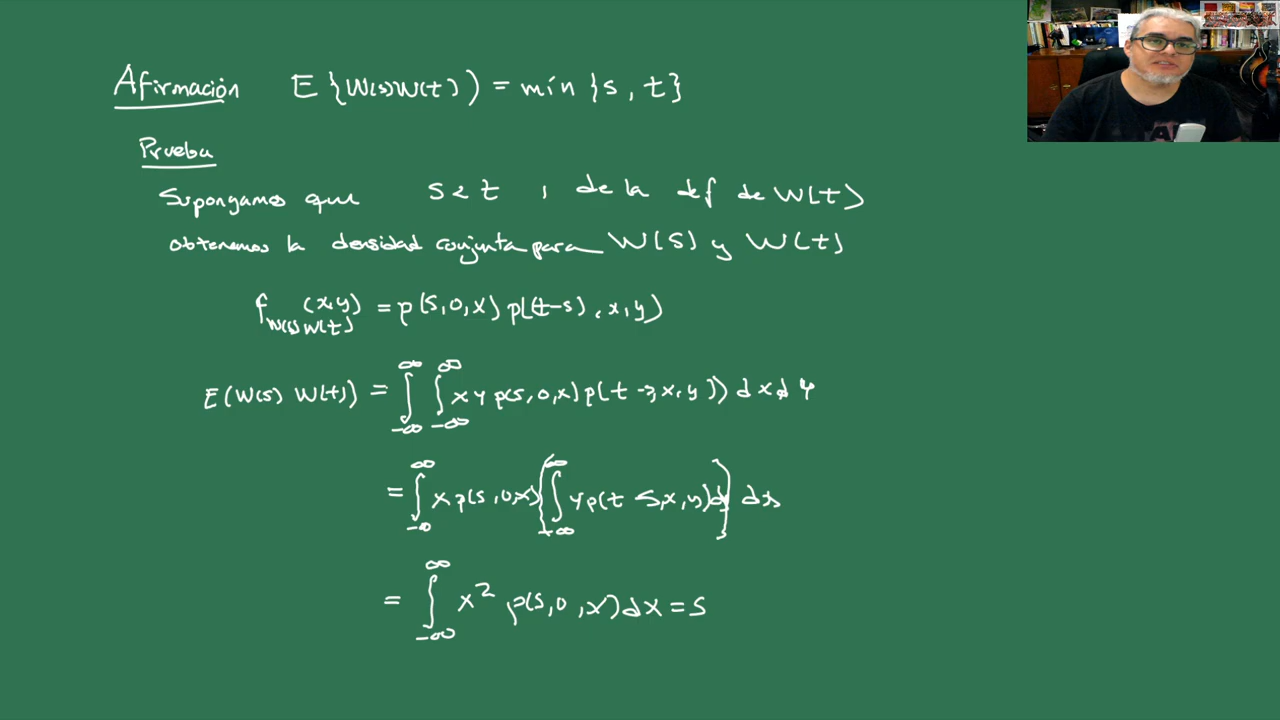 Afirmación E{W(s)W(t)) = mín {s, t}
Prueba
Supongamos que s < t, de la def de W(t)
obtenemos la densidad conjunta para W(s) y W(t)
f_{W(s)W(t)}(x,y) = p(s,0,x) p((t-s), x, y)
E(W(s) W(t)) = ∫_{-∞}^{∞} ∫_{-∞}^{∞} x y p(s,0,x) p(t-s, x, y)) dx dy
= ∫_{-∞}^{∞} x p(s,0,x) [∫_{-∞}^{∞} y p(t s, x, y) dy] dx
= ∫_{-∞}^{∞} x² p(s,0,x) dx = s